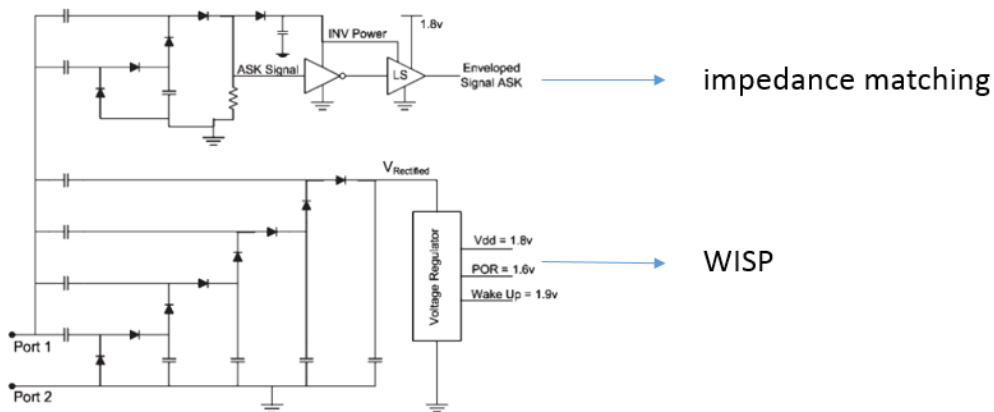 1.8v
INV Power
ASK Signal
LS
Enveloped
Signal ASK
impedance matching
VRectified
Voltage Regulator
Vdd = 1.8v
POR = 1.6v
Wake Up = 1.9v
WISP
Port 1
Port 2